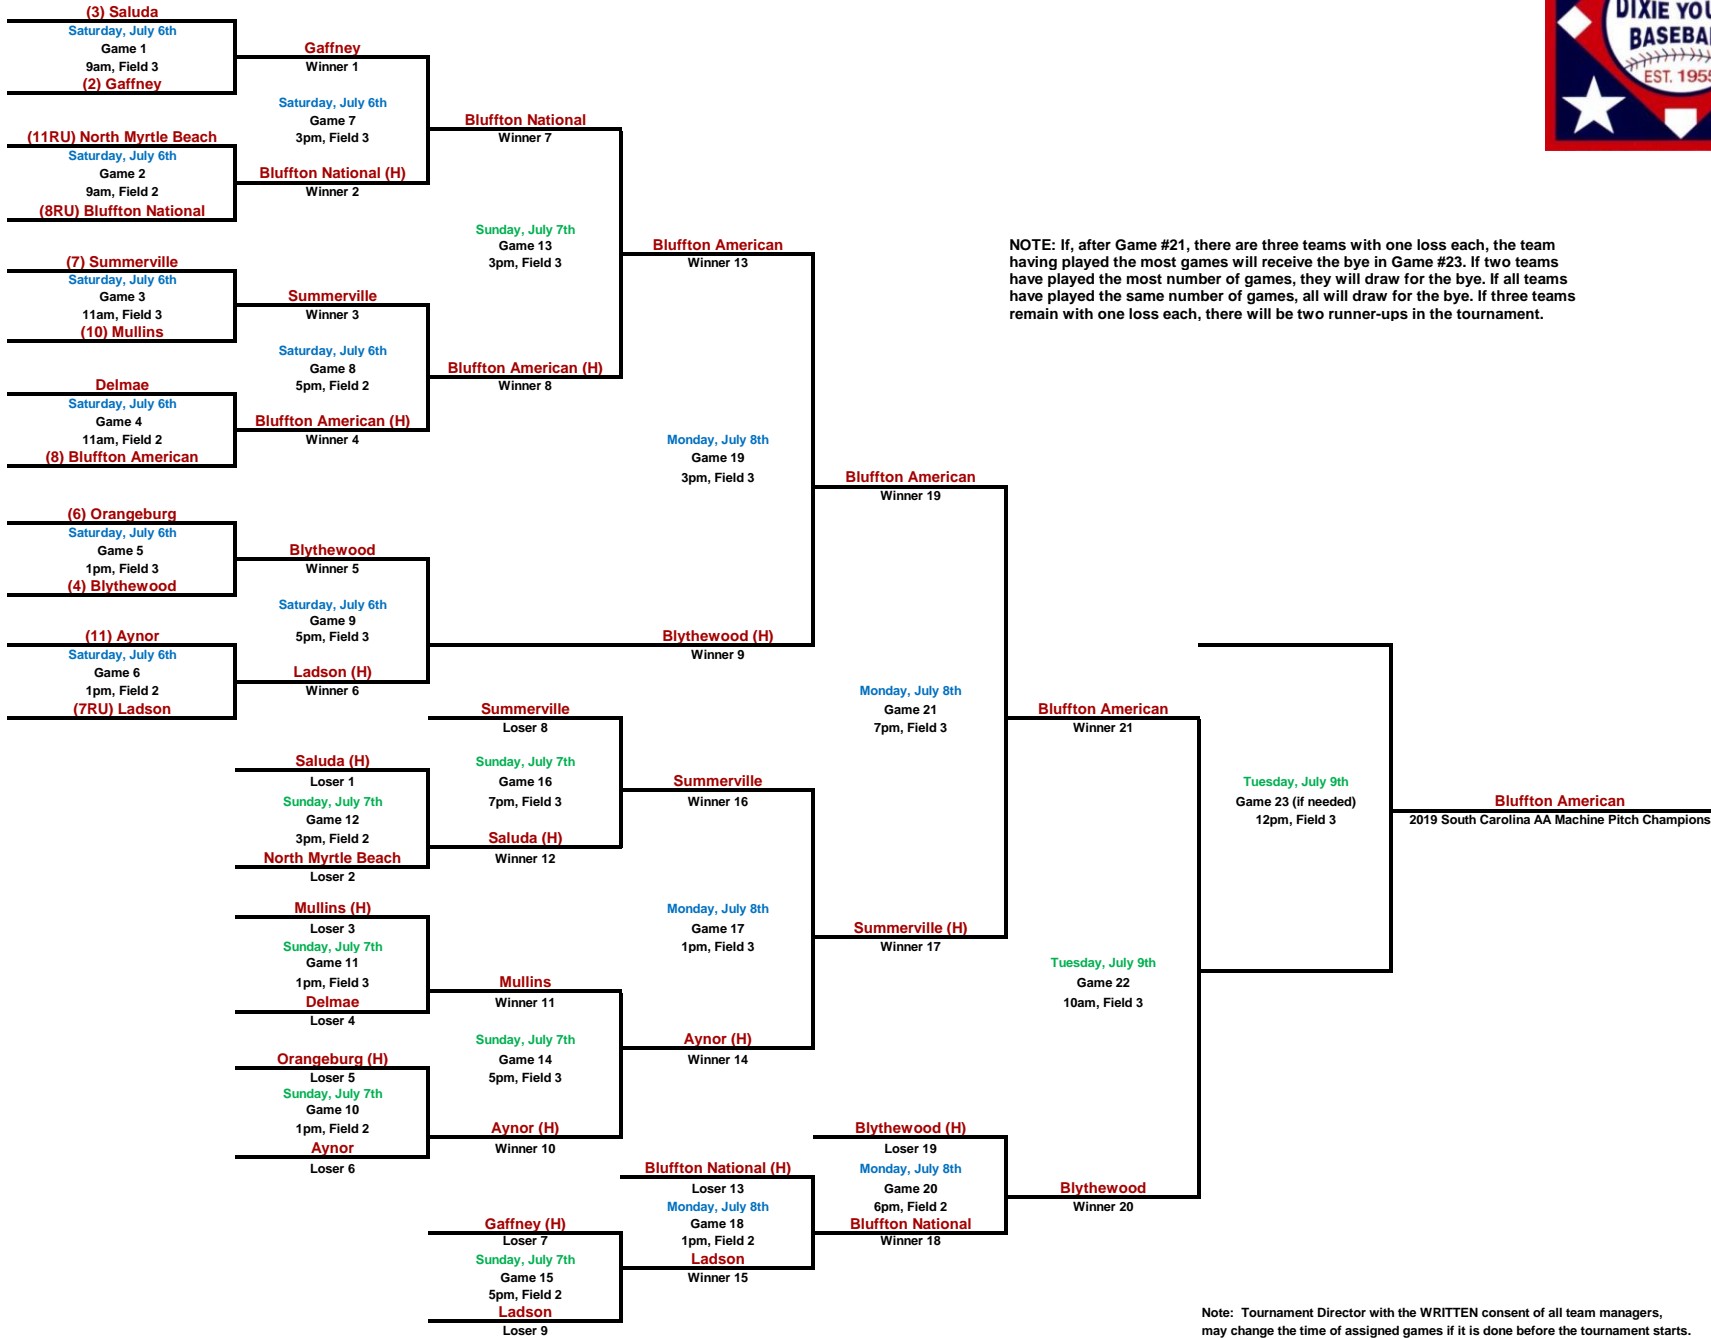 (3) Saluda
Saturday, July 6th
Game 1
9am, Field 3
(2) Gaffney
(11RU) North Myrtle Beach
Saturday, July 6th
Game 2
9am, Field 2
(8RU) Bluffton National
(7) Summerville
Saturday, July 6th
Game 3
11am, Field 3
(10) Mullins
Delmae
Saturday, July 6th
Game 4
11am, Field 2
(8) Bluffton American
(6) Orangeburg
Saturday, July 6th
Game 5
1pm, Field 3
(4) Blythewood
(11) Aynor
Saturday, July 6th
Game 6
1pm, Field 2
(7RU) Ladson
Gaffney
Winner 1
Saturday, July 6th
Game 7
3pm, Field 3
Bluffton National (H)
Winner 2
Summerville
Winner 3
Saturday, July 6th
Game 8
5pm, Field 2
Bluffton American (H)
Winner 4
Blythewood
Winner 5
Saturday, July 6th
Game 9
5pm, Field 3
Ladson (H)
Winner 6
Saluda (H)
Loser 1
Sunday, July 7th
Game 12
3pm, Field 2
North Myrtle Beach
Loser 2
Mullins (H)
Loser 3
Sunday, July 7th
Game 11
1pm, Field 3
Delmae
Loser 4
Orangeburg (H)
Loser 5
Sunday, July 7th
Game 10
1pm, Field 2
Aynor
Loser 6
Bluffton National
Winner 7
Sunday, July 7th
Game 13
3pm, Field 3
Bluffton American (H)
Winner 8
Summerville
Loser 8
Sunday, July 7th
Game 16
7pm, Field 3
Saluda (H)
Winner 12
Mullins
Winner 11
Sunday, July 7th
Game 14
5pm, Field 3
Aynor (H)
Winner 10
Gaffney (H)
Loser 7
Sunday, July 7th
Game 15
5pm, Field 2
Ladson
Loser 9
Bluffton American
Winner 13
Monday, July 8th
Game 19
3pm, Field 3
Blythewood (H)
Winner 9
Summerville
Winner 16
Monday, July 8th
Game 17
1pm, Field 3
Aynor (H)
Winner 14
Bluffton National (H)
Loser 13
Monday, July 8th
Game 18
1pm, Field 2
Ladson
Winner 15
Bluffton American
Winner 19
Monday, July 8th
Game 21
7pm, Field 3
Summerville (H)
Winner 17
Blythewood (H)
Loser 19
Monday, July 8th
Game 20
6pm, Field 2
Bluffton National
Winner 18
Bluffton American
Winner 21
Tuesday, July 9th
Game 22
10am, Field 3
Blythewood
Winner 20
Tuesday, July 9th
Game 23 (if needed)
12pm, Field 3
Bluffton American
2019 South Carolina AA Machine Pitch Champions
DIXIE YOU
BASEBAL
EST. 1955
NOTE: If, after Game #21, there are three teams with one loss each, the team
having played the most games will receive the bye in Game #23. If two teams
have played the most number of games, they will draw for the bye. If all teams
have played the same number of games, all will draw for the bye. If three teams
remain with one loss each, there will be two runner-ups in the tournament.
Note: Tournament Director with the WRITTEN consent of all team managers,
may change the time of assigned games if it is done before the tournament starts.